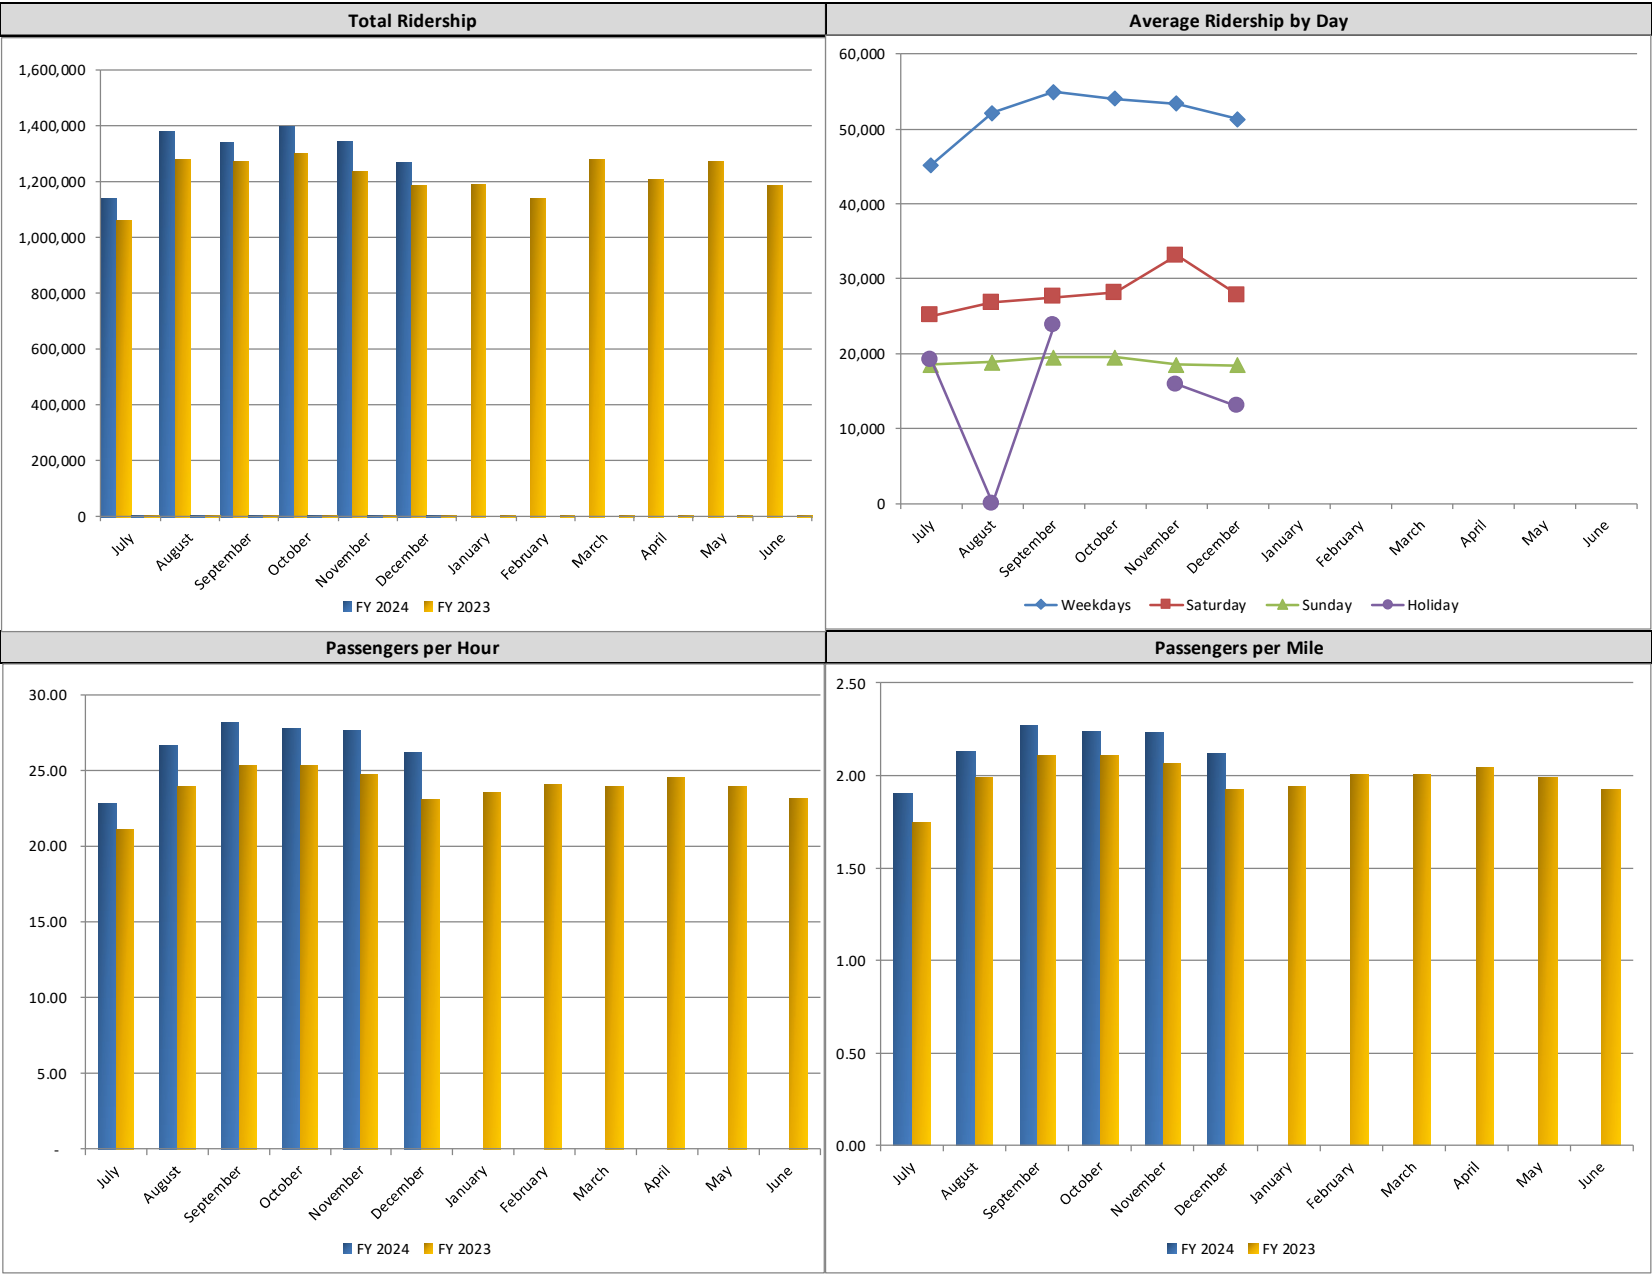 Total Ridership
1,600,000
1,400,000
1,200,000
1,000,000
800,000
600,000
400,000
200,000
0
July August September October November December January February March April May June
FY 2024 FY 2023
Average Ridership by Day
60,000
50,000
40,000
30,000
20,000
10,000
0
July August September October November December January February March April May June
Weekdays Saturday Sunday Holiday
Passengers per Hour
30.00
25.00
20.00
15.00
10.00
5.00
-
July August September October November December January February March April May June
FY 2024 FY 2023
Passengers per Mile
2.50
2.00
1.50
1.00
0.50
0.00
July August September October November December January February March April May June
FY 2024 FY 2023